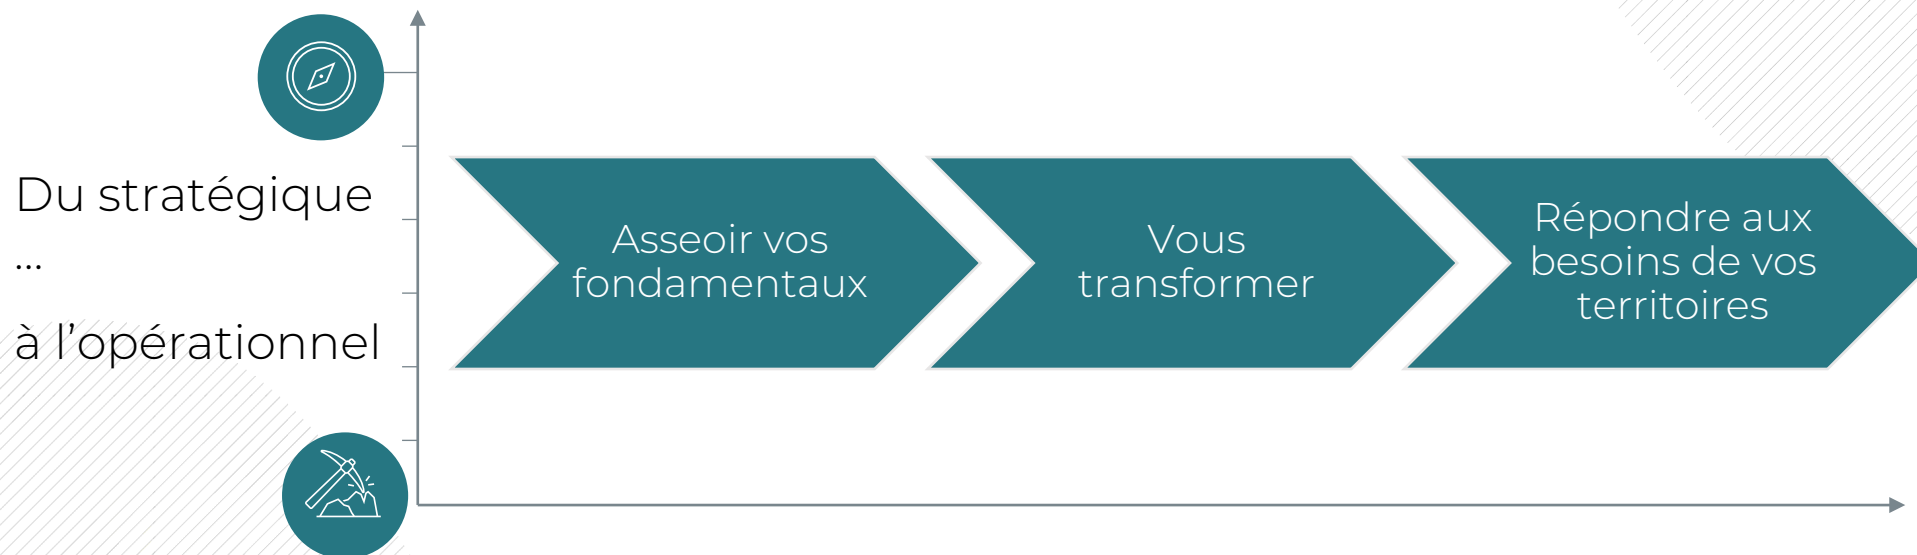 Du stratégique
...
à l’opérationnel
Asseoir vos
fondamentaux
Vous
transformer
Répondre aux
besoins de vos
territoires